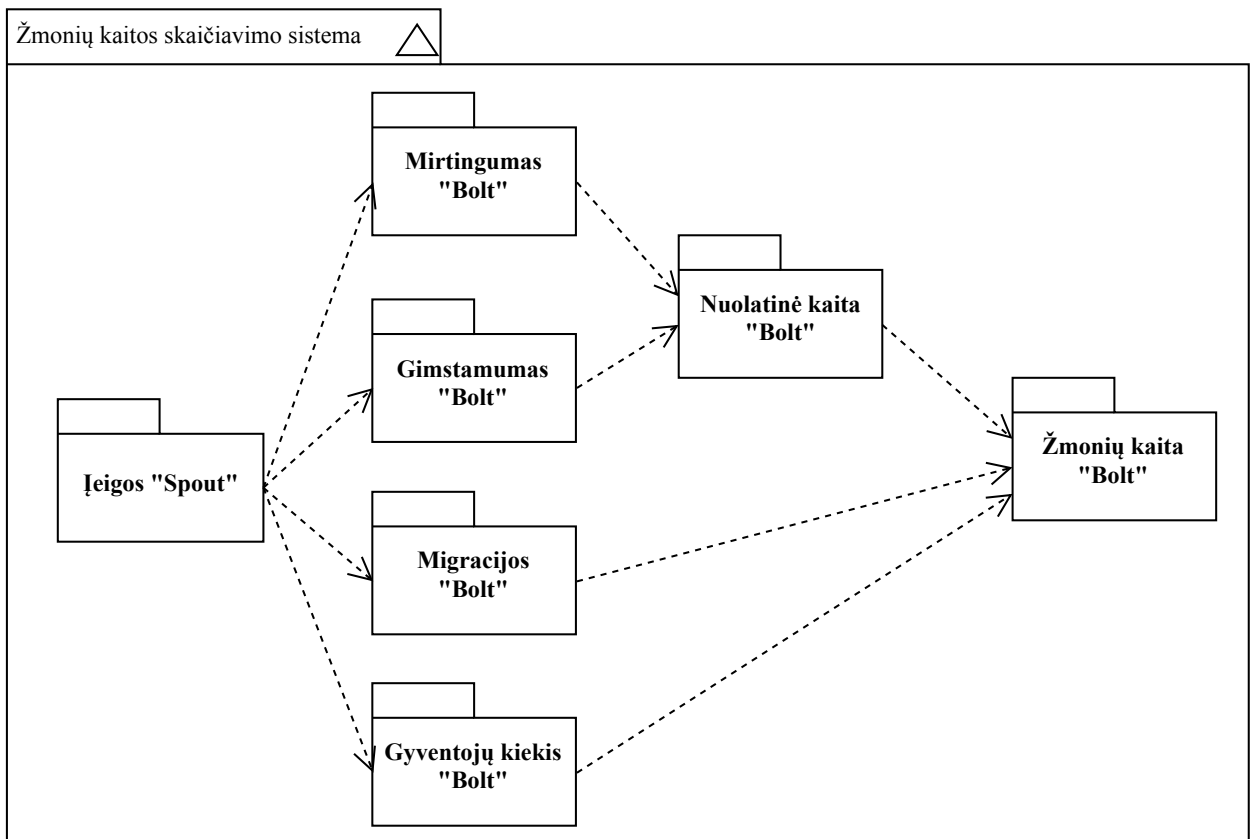 Žmonių kaitos skaičiavimo sistema
Mirtingumas
"Bolt"
Nuolatinė kaita
"Bolt"
Gimstamumas
"Bolt"
Žmonių kaita
"Bolt"
Įeigos "Spout"
Migracijos
"Bolt"
Gyventojų kiekis
"Bolt"